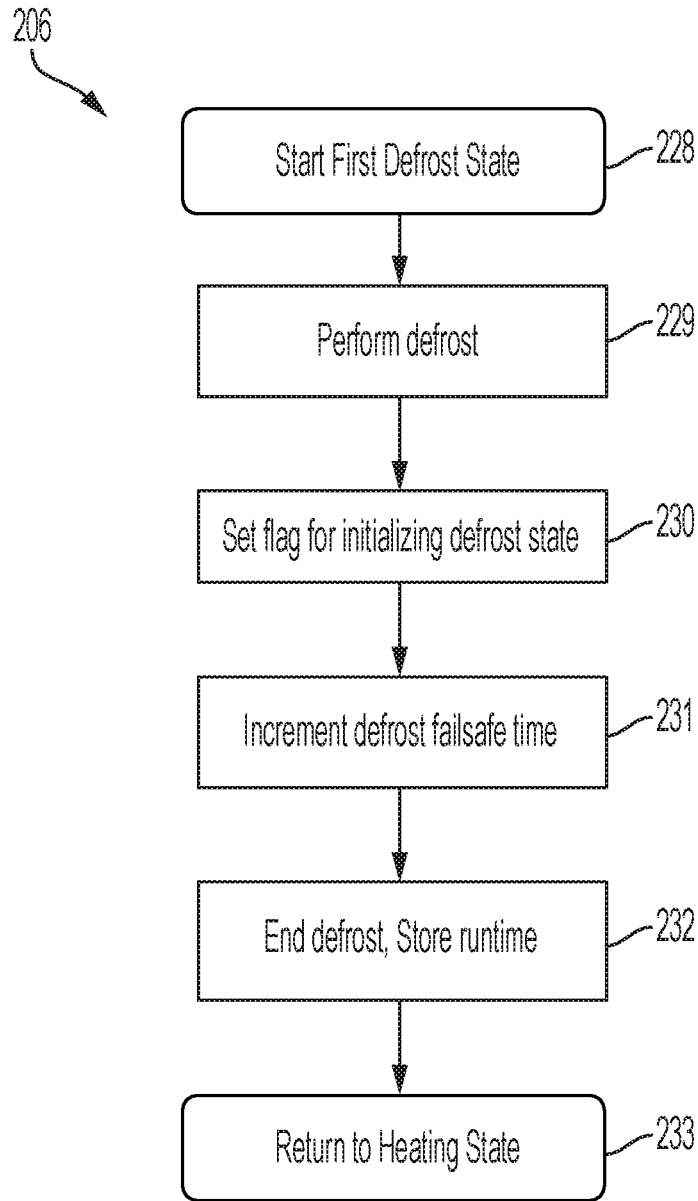 206
Start First Defrost State
228
Perform defrost
229
Set flag for initializing defrost state
230
Increment defrost failsafe time
231
End defrost, Store runtime
232
Return to Heating State
233